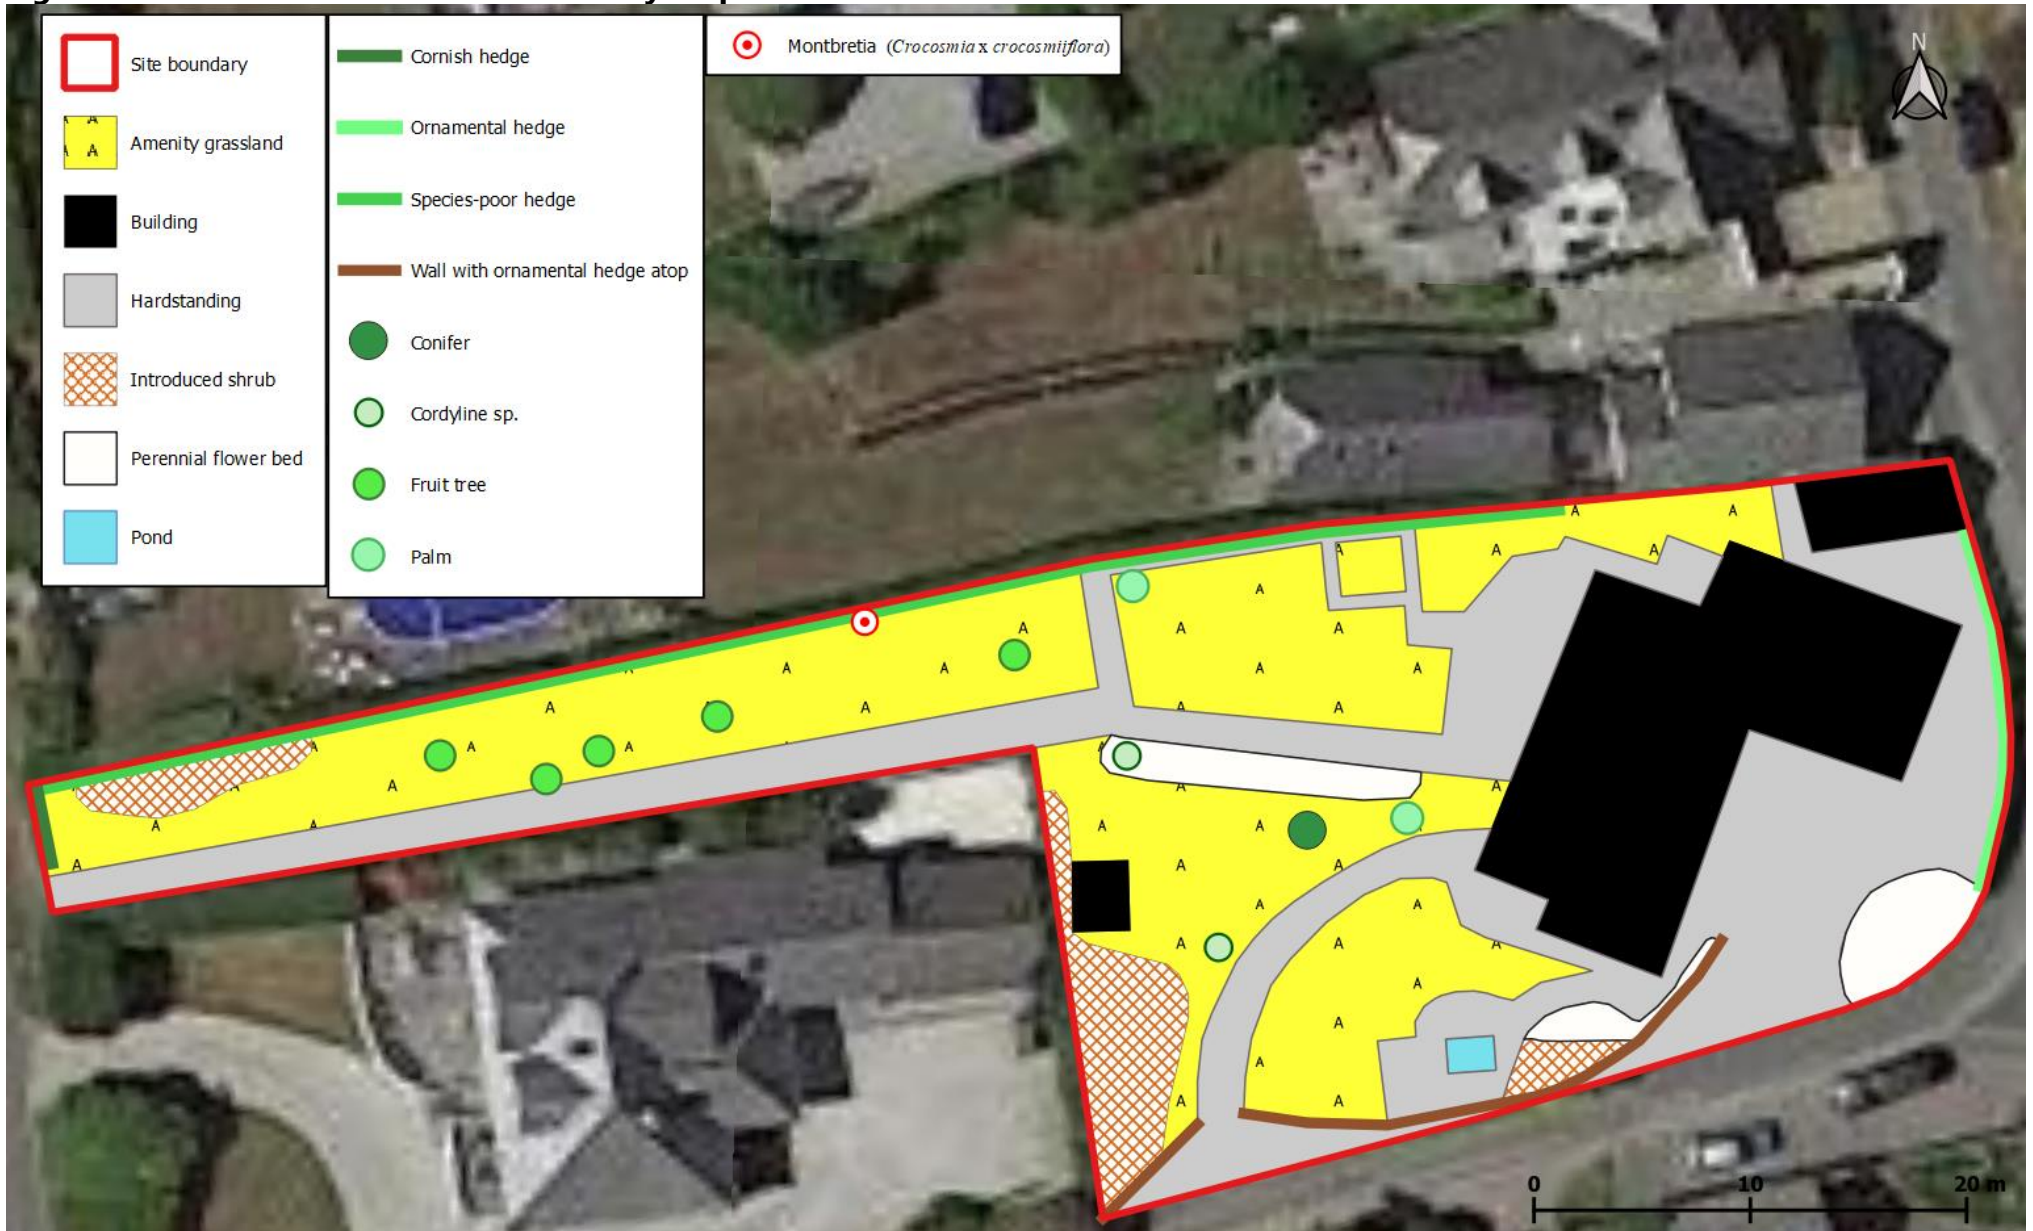 Site boundary
Amenity grassland
Building
Hardstanding
Introduced shrub
Perennial flower bed
Pond
Cornish hedge
Ornamental hedge
Species-poor hedge
Wall with ornamental hedge atop
Conifer
Cordyline sp.
Fruit tree
Palm
Montbretia (Crocosmia x crocosmiiflora)
N
0 10 20 m